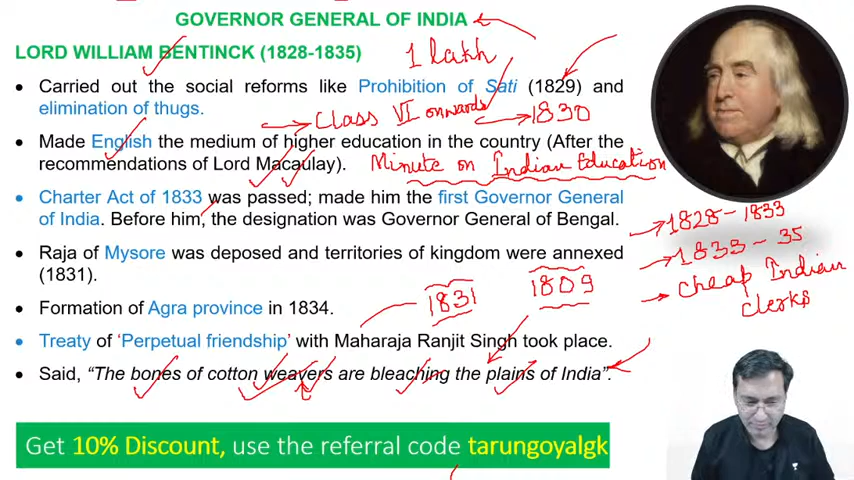 GOVERNOR GENERAL OF INDIA
LORD WILLIAM BENTINCK (1828-1835)
1 lakh
• Carried out the social reforms like Prohibition of Sati (1829) and
elimination of thugs.
Class VI onwards
1830
• Made English the medium of higher education in the country (After the
recommendations of Lord Macaulay).
Minute on Indian Education
• Charter Act of 1833 was passed; made him the first Governor General
of India. Before him, the designation was Governor General of Bengal.
1828-1833
1833-35
cheap Indian
clerks
• Raja of Mysore was deposed and territories of kingdom were annexed
(1831).
1831
1809
• Formation of Agra province in 1834.
• Treaty of 'Perpetual friendship' with Maharaja Ranjit Singh took place.
• Said, "The bones of cotton weavers are bleaching the plains of India".
Get 10% Discount, use the referral code tarungoyalgk